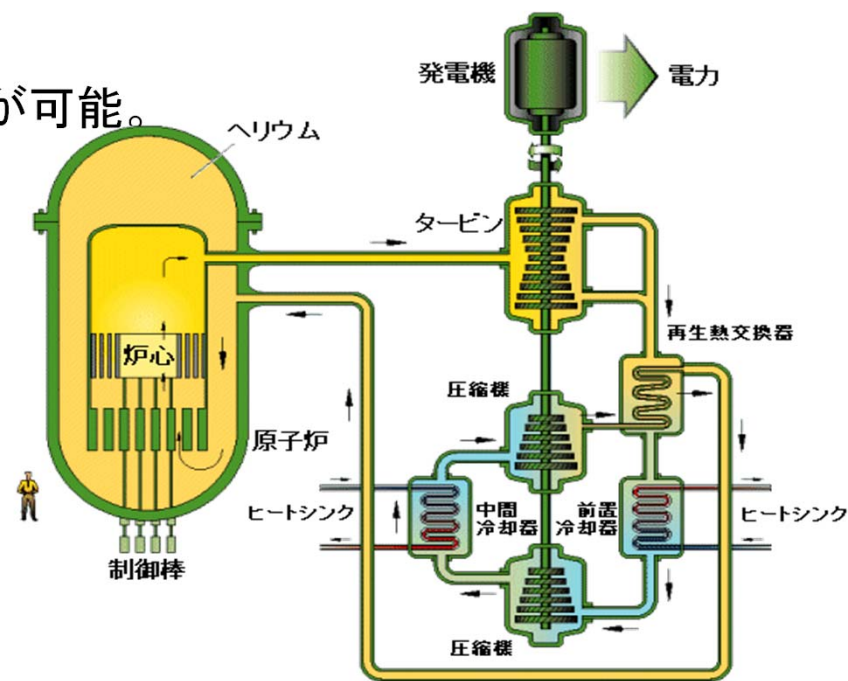 が可能。
発電機
電力
ヘリウム
タービン
再生熱交換器
炉心
圧縮機
原子炉
ヒートシンク
中間
冷却器
前置
冷却器
ヒートシンク
制御棒
圧縮機